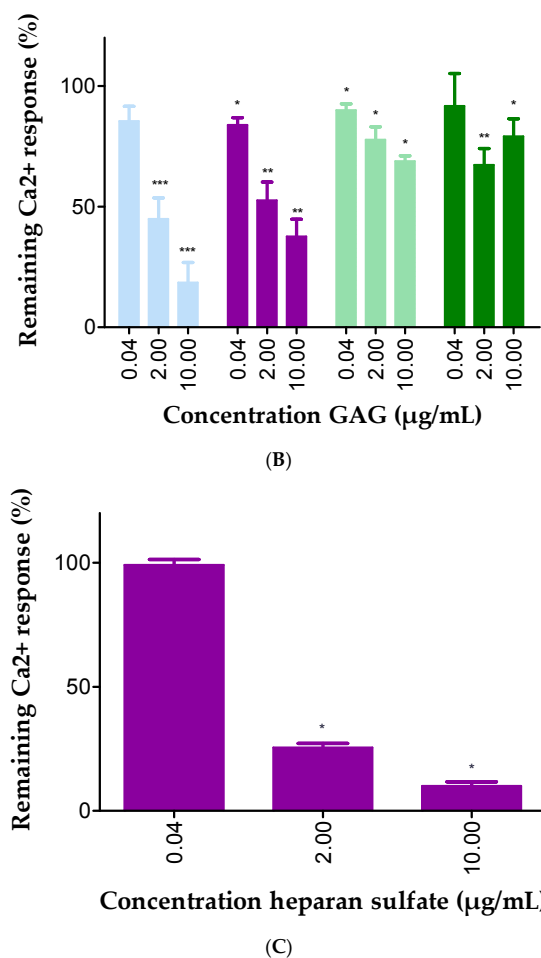 Remaining Ca2+ response (%)
100
50
0
*
***
***
*
**
**
*
*
*
**
*
0.04 2.00 10.00 0.04 2.00 10.00 0.04 2.00 10.00 0.04 2.00 10.00
Concentration GAG (μg/mL)
(B)
Remaining Ca2+ response (%)
100
50
0
*
*
0.04 2.00 10.00
Concentration heparan sulfate (μg/mL)
(C)